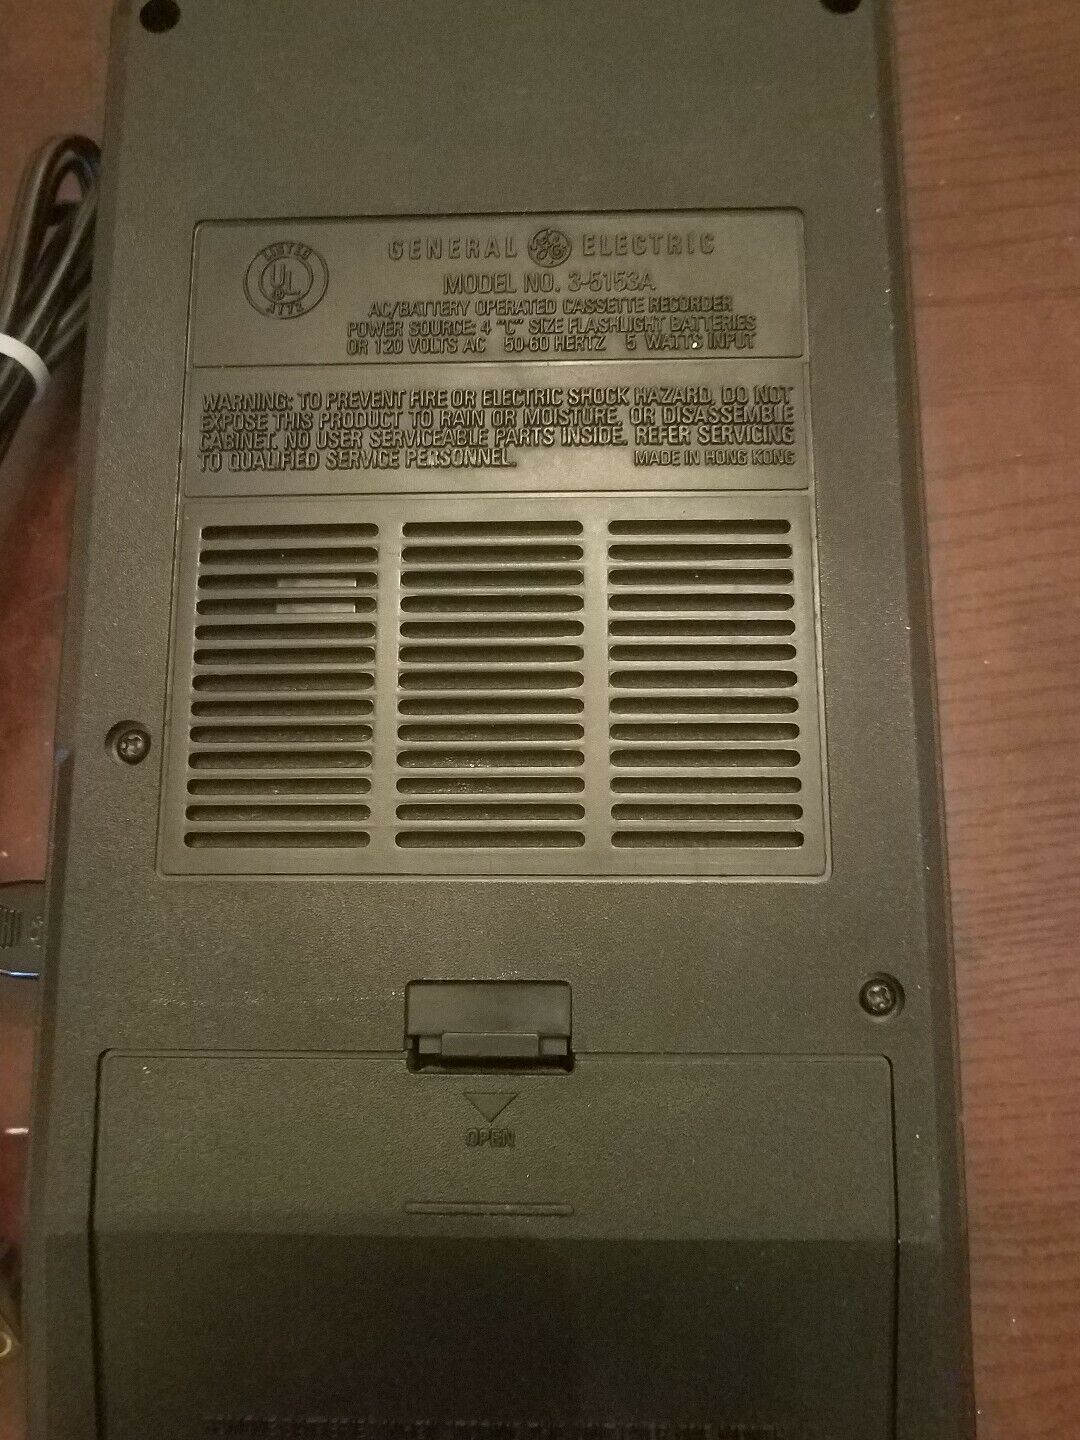 LISTED
UL
GENERAL GE ELECTRIC
MODEL NO. 3-5153A
AC/BATTERY OPERATED CASSETTE RECORDER
POWER SOURCE: 4 "C" SIZE FLASHLIGHT BATTERIES
OR 120 VOLTS AC 50-60 HERTZ 5 WATTS INPUT
WARNING: TO PREVENT FIRE OR ELECTRIC SHOCK HAZARD, DO NOT
EXPOSE THIS PRODUCT TO RAIN OR MOISTURE, OR DISASSEMBLE
CABINET. NO USER SERVICEABLE PARTS INSIDE. REFER SERVICING
TO QUALIFIED SERVICE PERSONNEL. MADE IN HONG KONG
OPEN